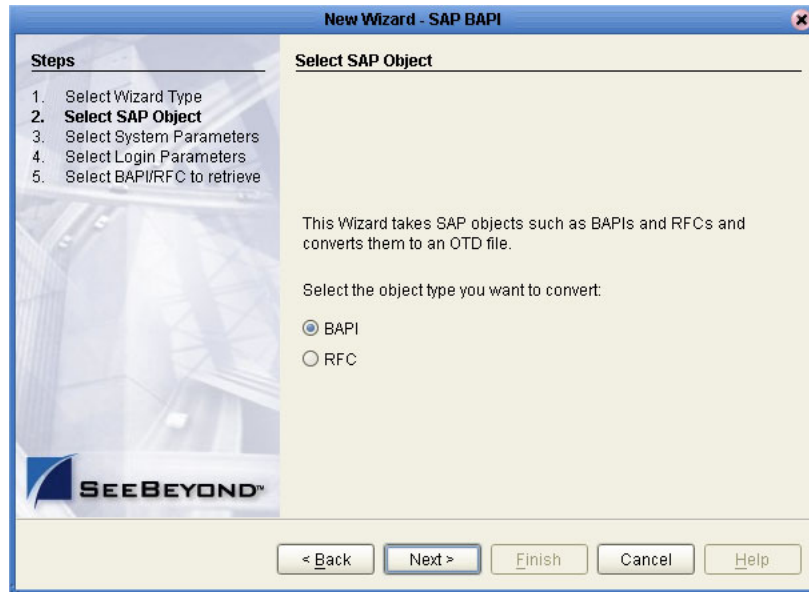 New Wizard - SAP BAPI
Steps
1. Select Wizard Type
2. Select SAP Object
3. Select System Parameters
4. Select Login Parameters
5. Select BAPI/RFC to retrieve
SEEBEYOND™
Select SAP Object
This Wizard takes SAP objects such as BAPIs and RFCs and
converts them to an OTD file.
Select the object type you want to convert:
BAPI
RFC
< Back
Next >
Finish
Cancel
Help